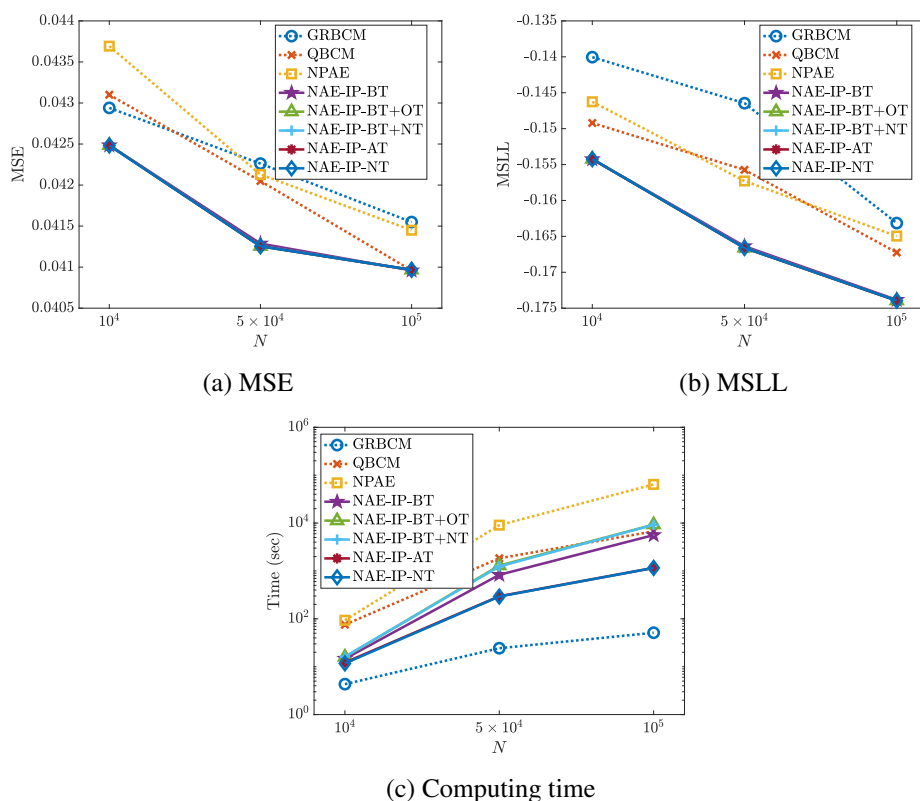 0.044
0.0435
0.043
0.0425
0.042
0.0415
0.041
0.0405
MSE
10^4
5 × 10^4
10^5
N
GRBCM
QBCM
NPAE
NAE-IP-BT
NAE-IP-BT+OT
NAE-IP-BT+NT
NAE-IP-AT
NAE-IP-NT
(a) MSE
-0.135
-0.14
-0.145
-0.15
-0.155
-0.16
-0.165
-0.17
-0.175
MSLL
10^4
5 × 10^4
10^5
N
GRBCM
QBCM
NPAE
NAE-IP-BT
NAE-IP-BT+OT
NAE-IP-BT+NT
NAE-IP-AT
NAE-IP-NT
(b) MSLL
10^6
10^4
10^2
10^0
Time (sec)
10^4
5 × 10^4
10^5
N
GRBCM
QBCM
NPAE
NAE-IP-BT
NAE-IP-BT+OT
NAE-IP-BT+NT
NAE-IP-AT
NAE-IP-NT
(c) Computing time